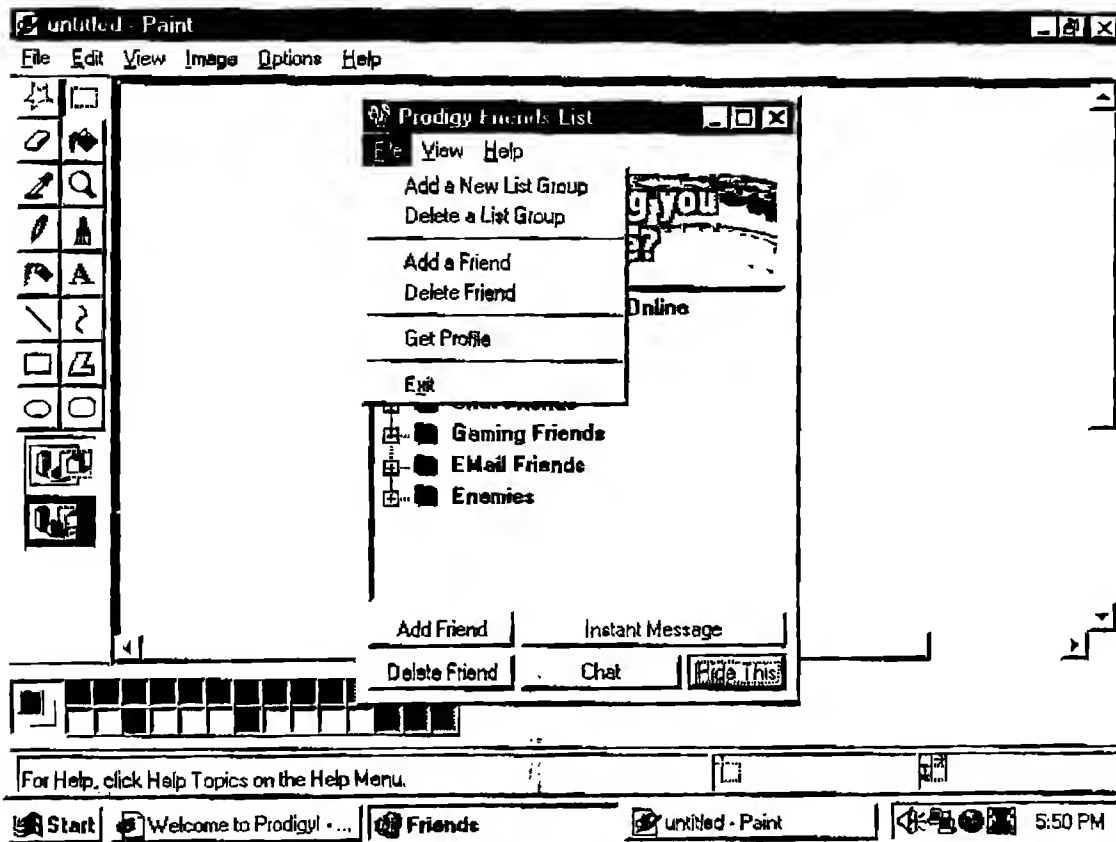 untitled - Paint
File Edit View Image Options Help
Prodigy Friends List
File View Help
Add a New List Group
Delete a List Group
Add a Friend
Delete Friend
Get Profile
Exit
g, you
e?
Online
Gaming Friends
EMail Friends
Enemies
Add Friend Instant Message
Delete Friend Chat Hide This
For Help, click Help Topics on the Help Menu.
Start Welcome to Prodigy! - ... Friends untitled - Paint 5:50 PM